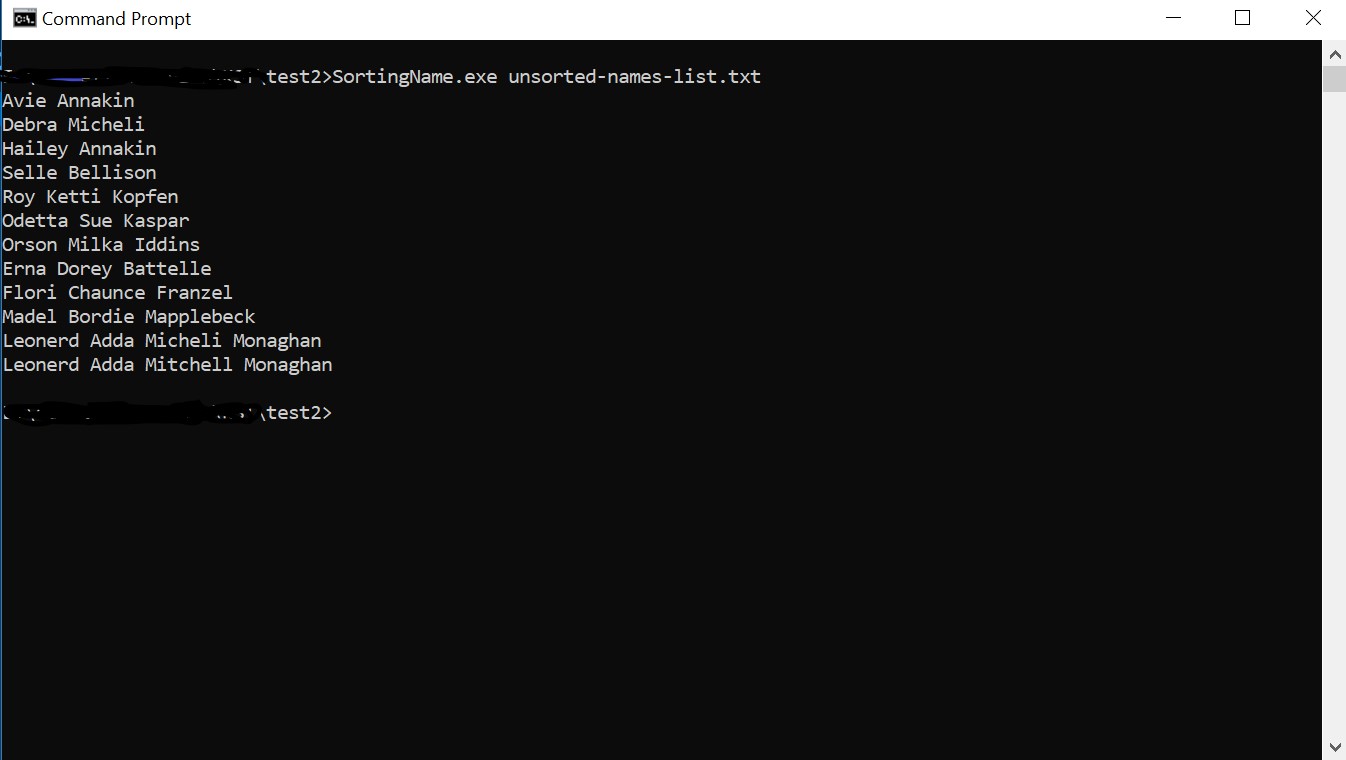 Command Prompt
\test2>SortingName.exe unsorted-names-list.txt
Avie Annakin
Debra Micheli
Hailey Annakin
Selle Bellison
Roy Ketti Kopfen
Odetta Sue Kaspar
Orson Milka Iddins
Erna Dorey Battelle
Flori Chaunce Franzel
Madel Bordie Mapplebeck
Leonerd Adda Micheli Monaghan
Leonerd Adda Mitchell Monaghan
\test2>